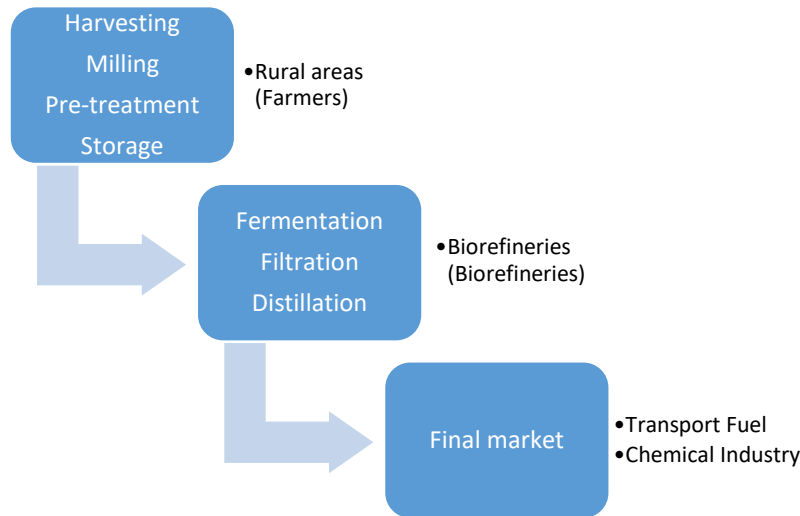 Harvesting
Milling
Pre-treatment
Storage
•Rural areas
(Farmers)
Fermentation
Filtration
Distillation
•Biorefineries
(Biorefineries)
Final market
•Transport Fuel
•Chemical Industry